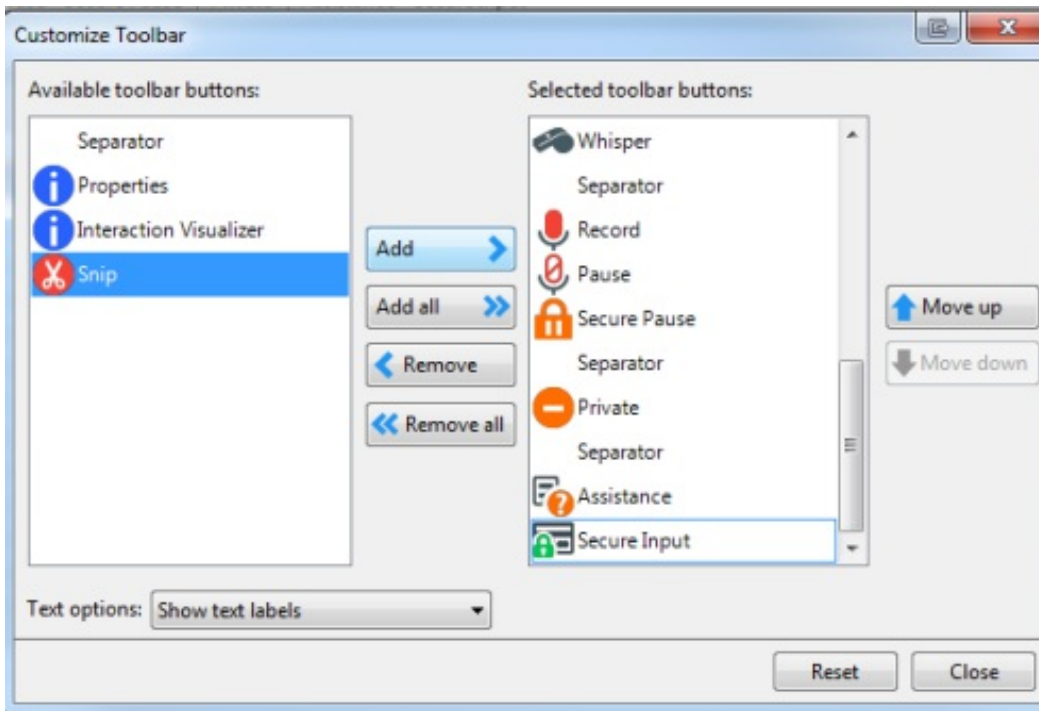 Customize Toolbar
Available toolbar buttons:
Separator
Properties
Interaction Visualizer
Snip
Add
Add all
Remove
Remove all
Selected toolbar buttons:
Whisper
Separator
Record
Pause
Secure Pause
Separator
Private
Separator
Assistance
Secure Input
Move up
Move down
Text options: Show text labels
Reset Close